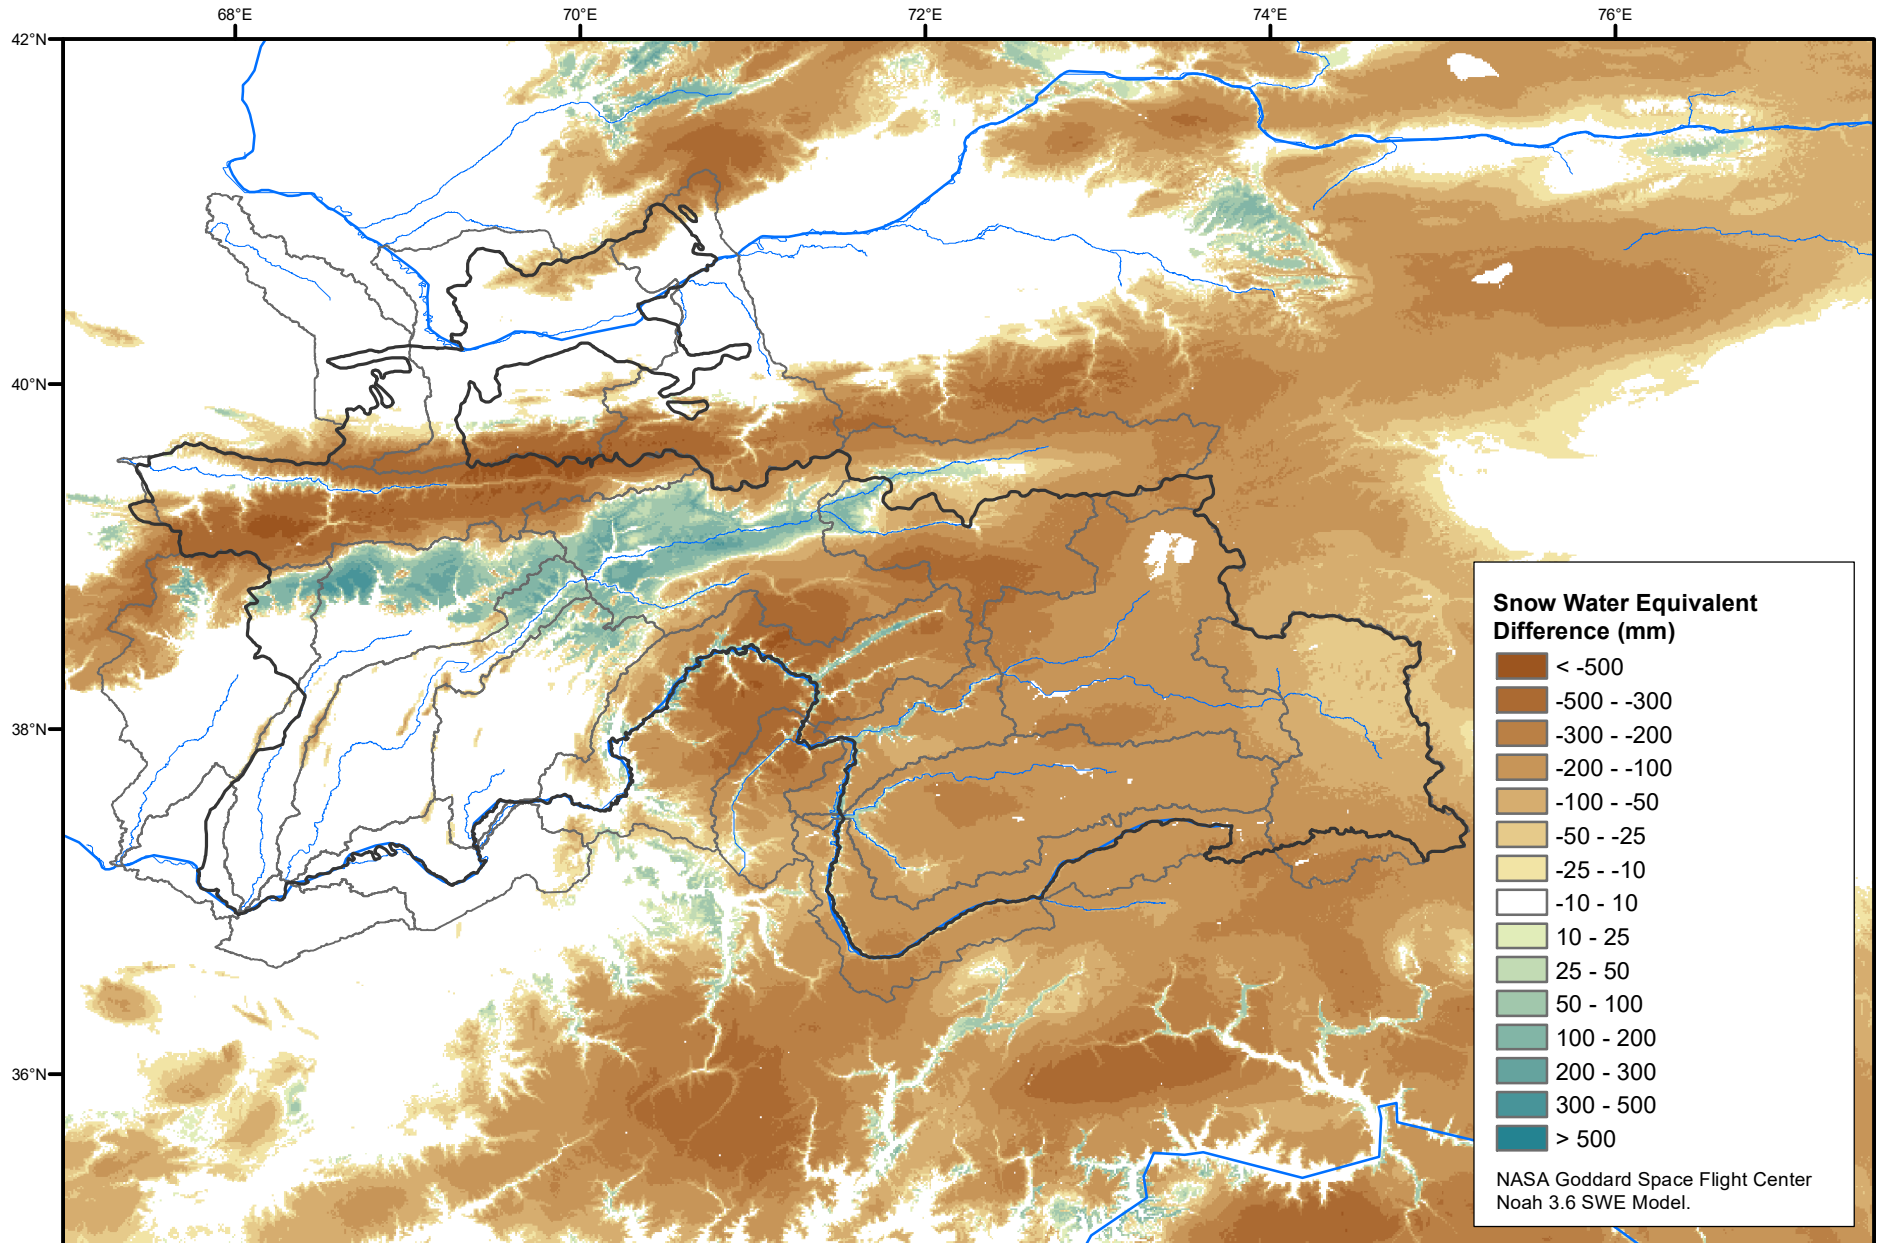 68°E 70°E 72°E 74°E 76°E
42°N
40°N
38°N
36°N
Snow Water Equivalent
Difference (mm)
< -500
-500 - -300
-300 - -200
-200 - -100
-100 - -50
-50 - -25
-25 - -10
-10 - 10
10 - 25
25 - 50
50 - 100
100 - 200
200 - 300
300 - 500
> 500
NASA Goddard Space Flight Center
Noah 3.6 SWE Model.